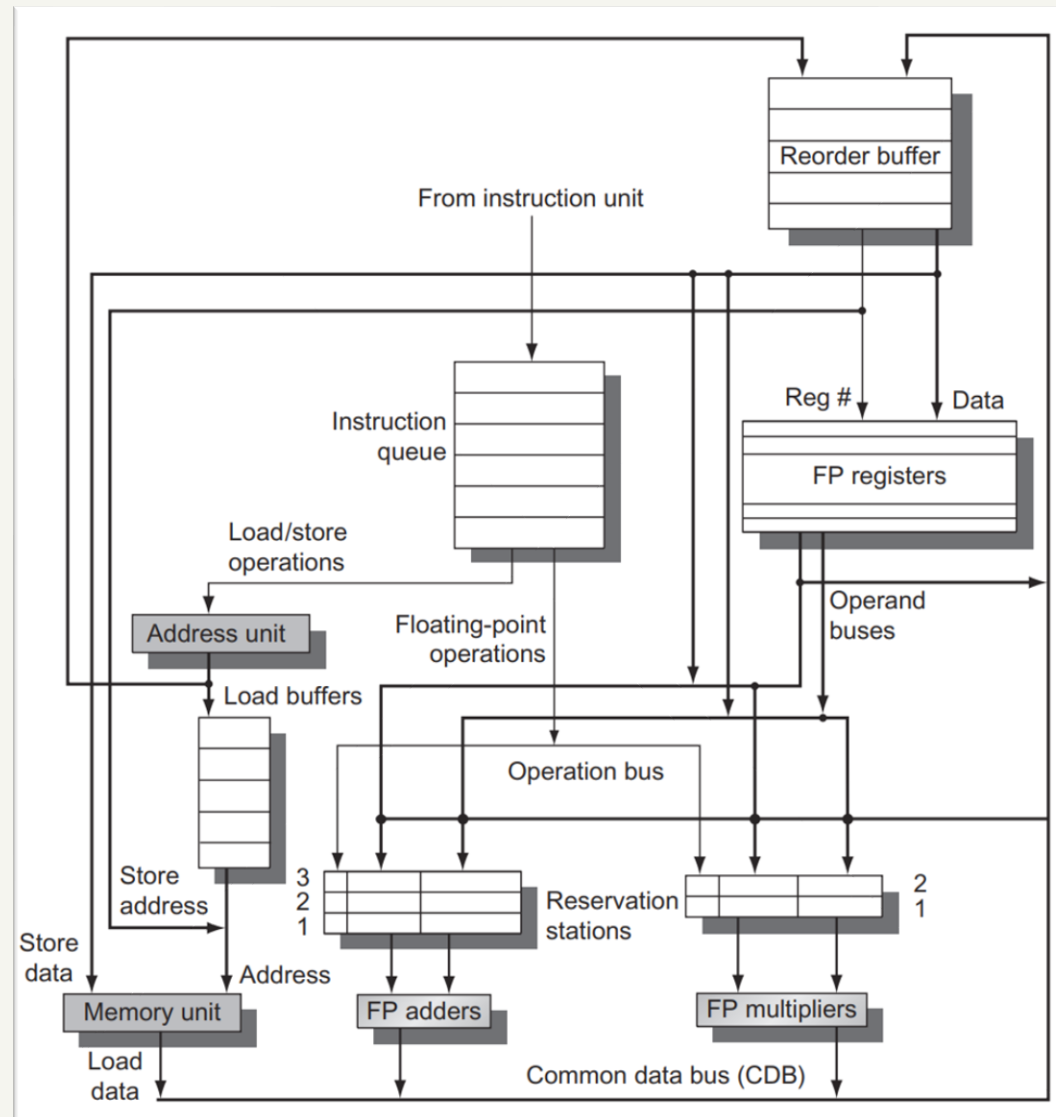 Reorder buffer
From instruction unit
Reg #
Data
Instruction
queue
FP registers
Load/store
operations
Operand
buses
Address unit
Floating-point
operations
Load buffers
Operation bus
Store
address
3
2
1
Reservation
stations
2
1
Store
data
Address
Memory unit
FP adders
FP multipliers
Load
data
Common data bus (CDB)